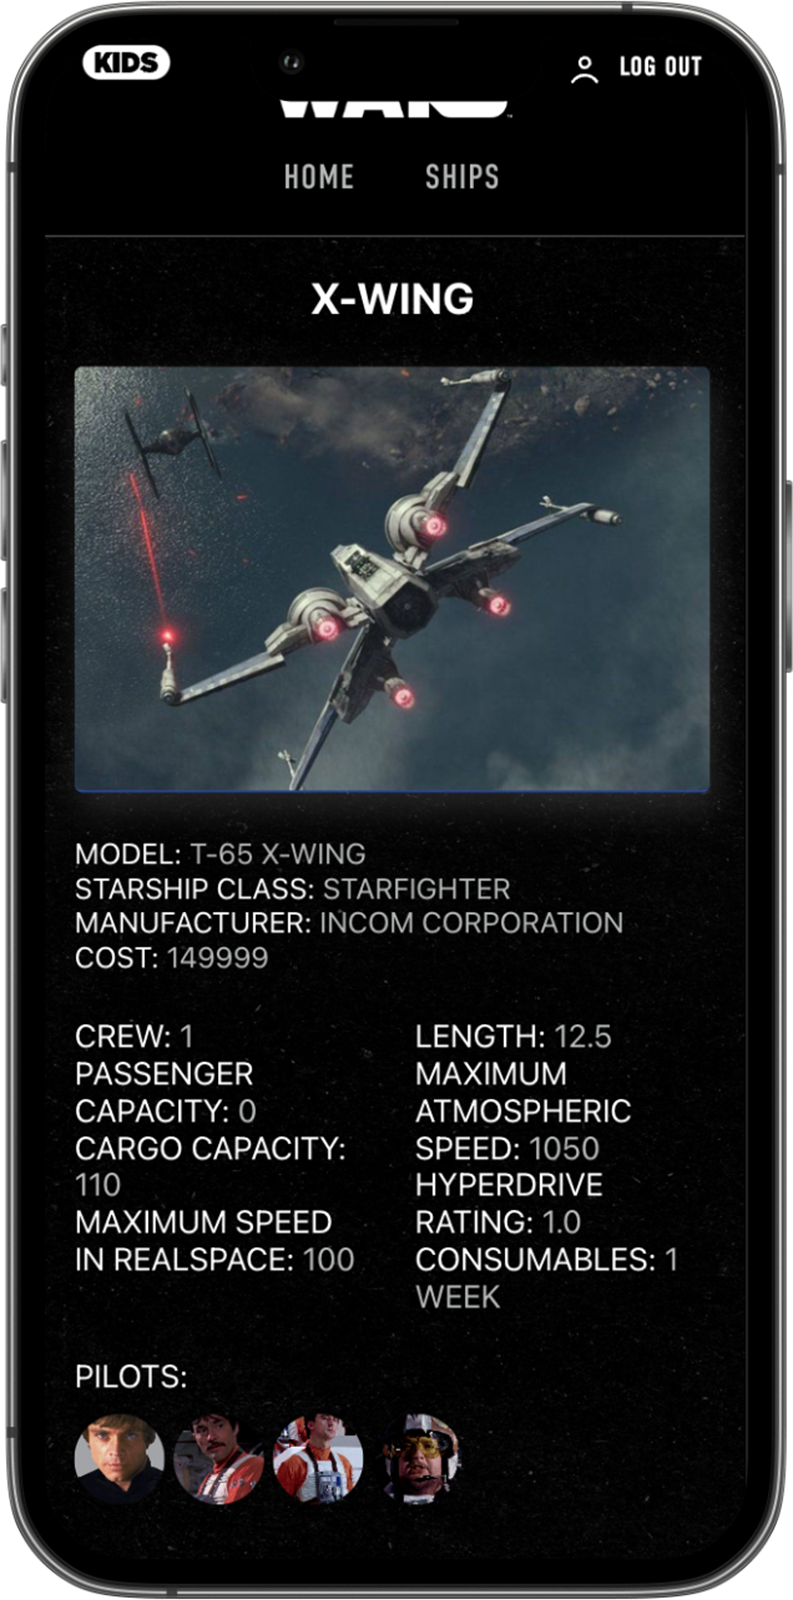 KIDS
LOG OUT
HOME SHIPS
X-WING
MODEL: T-65 X-WING
STARSHIP CLASS: STARFIGHTER
MANUFACTURER: INCOM CORPORATION
COST: 149999
CREW: 1
PASSENGER
CAPACITY: 0
CARGO CAPACITY:
110
MAXIMUM SPEED
IN REALSPACE: 100
LENGTH: 12.5
MAXIMUM
ATMOSPHERIC
SPEED: 1050
HYPERDRIVE
RATING: 1.0
CONSUMABLES: 1
WEEK
PILOTS: